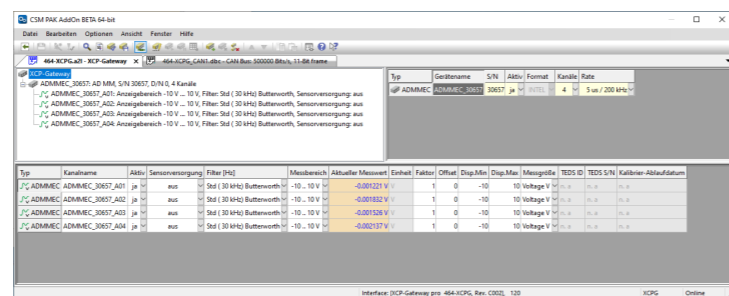 CSM PAK AddOn BETA 64-bit
Datei Bearbeiten Optionen Ansicht Fenster Hilfe
464-XCPG.a2l - XCP-Gateway 464-XCPG_CAN1.dbc - CAN Bus: 500000 Bits/s, 11-Bit frame
XCP-Gateway
ADMMEC_30657: AD MM, S/N 30657, D/N 0, 4 Kanäle
ADMMEC_30657_A01: Anzeigebereich -10 V ... 10 V, Filter: Std ( 30 kHz) Butterworth, Sensorversorgung: aus
ADMMEC_30657_A02: Anzeigebereich -10 V ... 10 V, Filter: Std ( 30 kHz) Butterworth, Sensorversorgung: aus
ADMMEC_30657_A03: Anzeigebereich -10 V ... 10 V, Filter: Std ( 30 kHz) Butterworth, Sensorversorgung: aus
ADMMEC_30657_A04: Anzeigebereich -10 V ... 10 V, Filter: Std ( 30 kHz) Butterworth, Sensorversorgung: aus
Typ Gerätename S/N Aktiv Format Kanäle Rate
ADMMEC ADMMEC_30657 30657 ja INTEL 4 5 us / 200 kHz
Typ Kanalname Aktiv Sensorversorgung Filter [Hz] Messbereich Aktueller Messwert Einheit Faktor Offset Disp.Min Disp.Max Messgröße TEDS ID TEDS S/N Kalibrier-Ablaufdatum
ADMMEC ADMMEC_30657_A01 ja aus Std ( 30 kHz) Butterworth -10 .. 10 V -0.001221 V V 1 0 -10 10 Voltage V n. a n. a n. a
ADMMEC ADMMEC_30657_A02 ja aus Std ( 30 kHz) Butterworth -10 .. 10 V -0.001832 V V 1 0 -10 10 Voltage V n. a n. a n. a
ADMMEC ADMMEC_30657_A03 ja aus Std ( 30 kHz) Butterworth -10 .. 10 V -0.001526 V V 1 0 -10 10 Voltage V n. a n. a n. a
ADMMEC ADMMEC_30657_A04 ja aus Std ( 30 kHz) Butterworth -10 .. 10 V -0.002137 V V 1 0 -10 10 Voltage V n. a n. a n. a
Interface: [XCP-Gateway pro 464-XCPG, Rev. C002], 120 XCPG Online